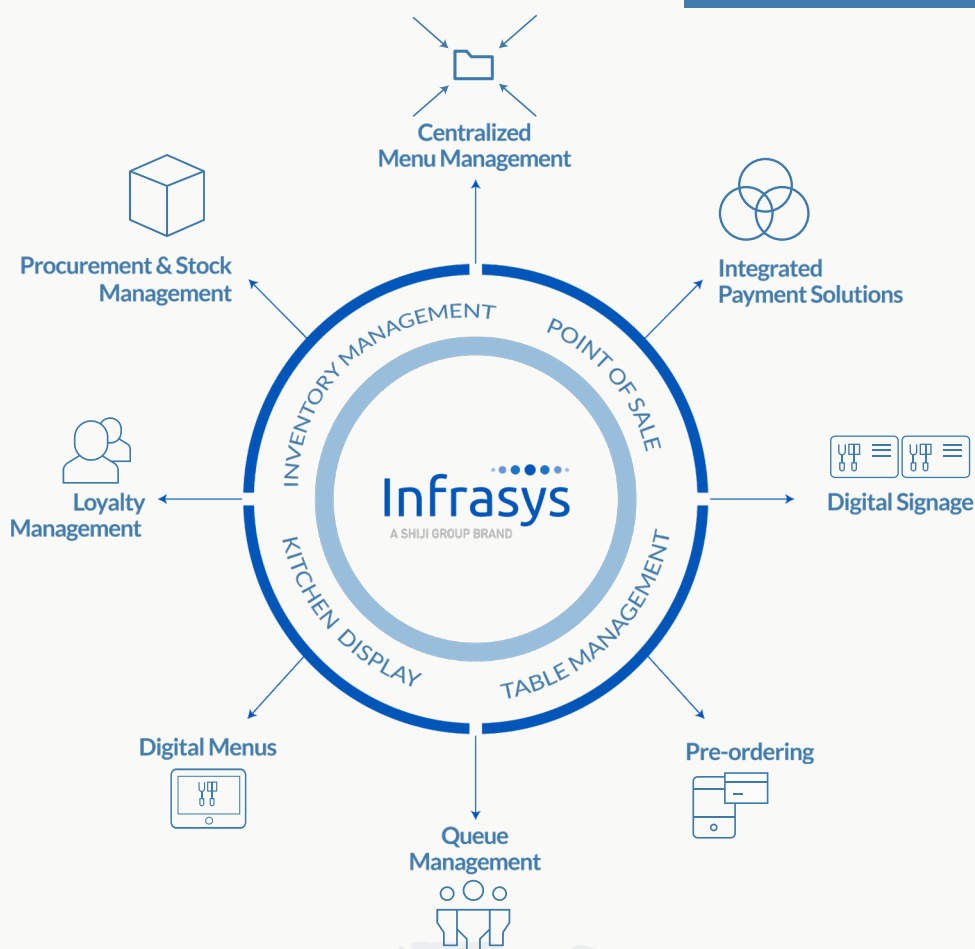 Centralized
Menu Management
Procurement & Stock
Management
Integrated
Payment Solutions
INVENTORY MANAGEMENT
POINT OF SALE
Infrasys
A SHIJI GROUP BRAND
Loyalty
Management
Digital Signage
KITCHEN DISPLAY
TABLE MANAGEMENT
Digital Menus
Pre-ordering
Queue
Management